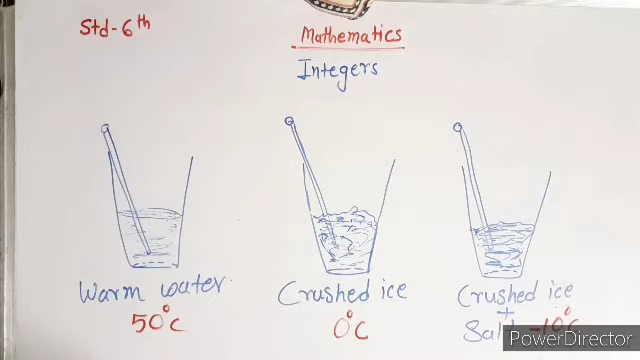 Std-6th
Mathematics
Integers
Warm water
50°C
Crushed ice
0°C
Crushed ice
+
Salt -10°C
PowerDirector